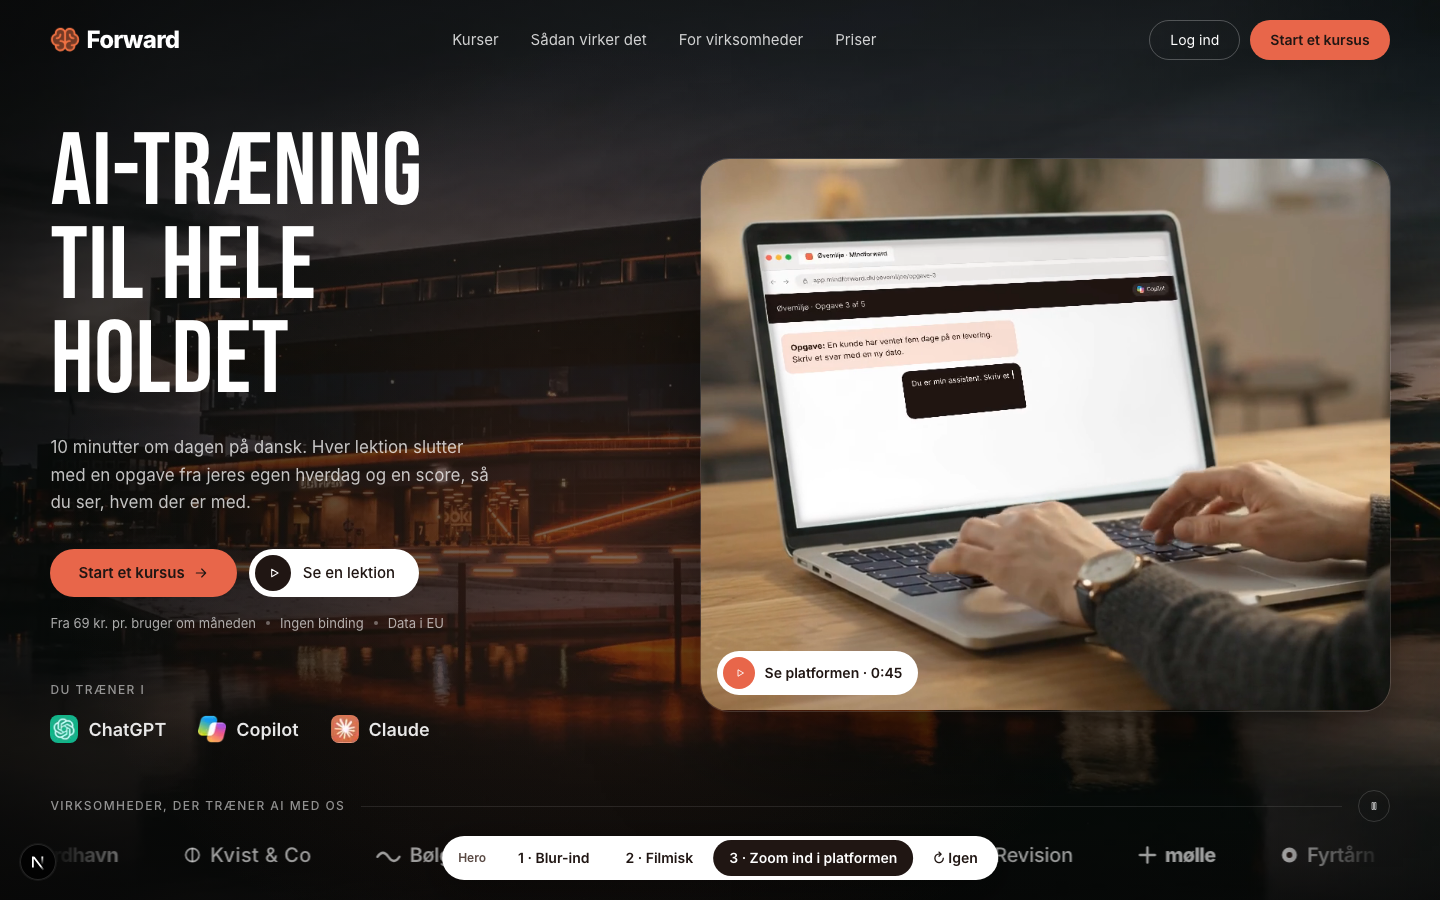 Forward
Kurser
Sådan virker det
For virksomheder
Priser
Log ind
Start et kursus
AI-TRÆNING
TIL HELE
HOLDET
10 minutter om dagen på dansk. Hver lektion slutter
med en opgave fra jeres egen hverdag og en score, så
du ser, hvem der er med.
Start et kursus →
Se en lektion
Fra 69 kr. pr. bruger om måneden • Ingen binding • Data i EU
DU TRÆNER I
ChatGPT
Copilot
Claude
Øvemiljø · Mindforward
Øvemiljø · Opgave 3 af 5
Copilot
Opgave: En kunde har ventet fem dage på en levering.
Skriv et svar med en ny dato.
Du er min assistent. Skriv et
Se platformen · 0:45
VIRKSOMHEDER, DER TRÆNER AI MED OS
rdhavn
Kvist & Co
Revision
mølle
Fyrtårn
N
Hero
1 · Blur-ind
2 · Filmisk
3 · Zoom ind i platformen
↻ Igen